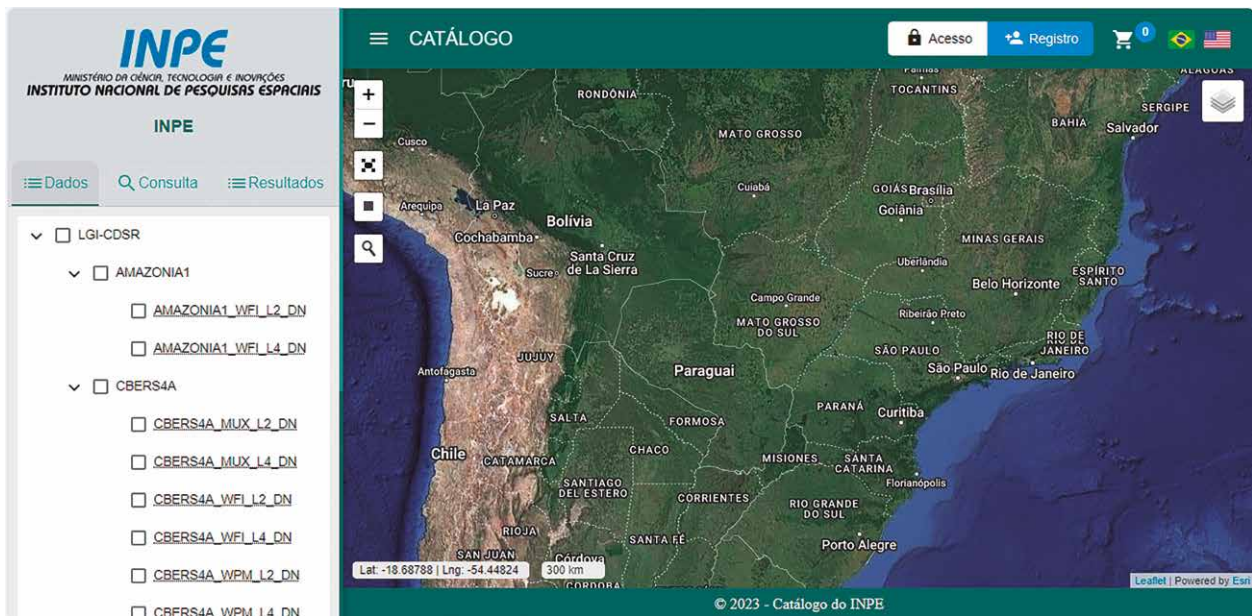 INPE
MINISTÉRIO DA CIÊNCIA, TECNOLOGIA E INOVAÇÕES
INSTITUTO NACIONAL DE PESQUISAS ESPACIAIS
INPE
Dados
Consulta
Resultados
LGI-CDSR
AMAZONIA1
AMAZONIA1_WFI_L2_DN
AMAZONIA1_WFI_L4_DN
CBERS4A
CBERS4A_MUX_L2_DN
CBERS4A_MUX_L4_DN
CBERS4A_WFI_L2_DN
CBERS4A_WFI_L4_DN
CBERS4A_WPM_L2_DN
CBERS4A_WPM_L4_DN
CATÁLOGO
Acesso
Registro
0
+
−
Palmas
TOCANTINS
ALAGOAS
RONDÔNIA
SERGIPE
BAHIA
Salvador
MATO GROSSO
Cusco
Cuiabá
GOIÁS
Brasília
Arequipa
La Paz
Goiânia
Bolívia
Cochabamba
MINAS GERAIS
Santa Cruz
de La Sierra
Sucre
Uberlândia
ESPÍRITO
SANTO
Belo Horizonte
Campo Grande
MATO GROSSO
DO SUL
Ribeirão Preto
RIO DE
JANEIRO
JUJUY
SÃO PAULO
Antofagasta
Paraguai
São Paulo
Rio de Janeiro
SALTA
FORMOSA
PARANÁ
Curitiba
CHACO
Chile
CATAMARCA
MISIONES
SANTA
CATARINA
Florianópolis
SANTIAGO
DEL ESTERO
CORRIENTES
RIO GRANDE
DO SUL
RIOJA
SANTA FÉ
Porto Alegre
SAN JUAN
Córdova
CORDOBA
Lat: -18.68788 | Lng: -54.44824
300 km
Leaflet | Powered by Esri
© 2023 - Catálogo do INPE